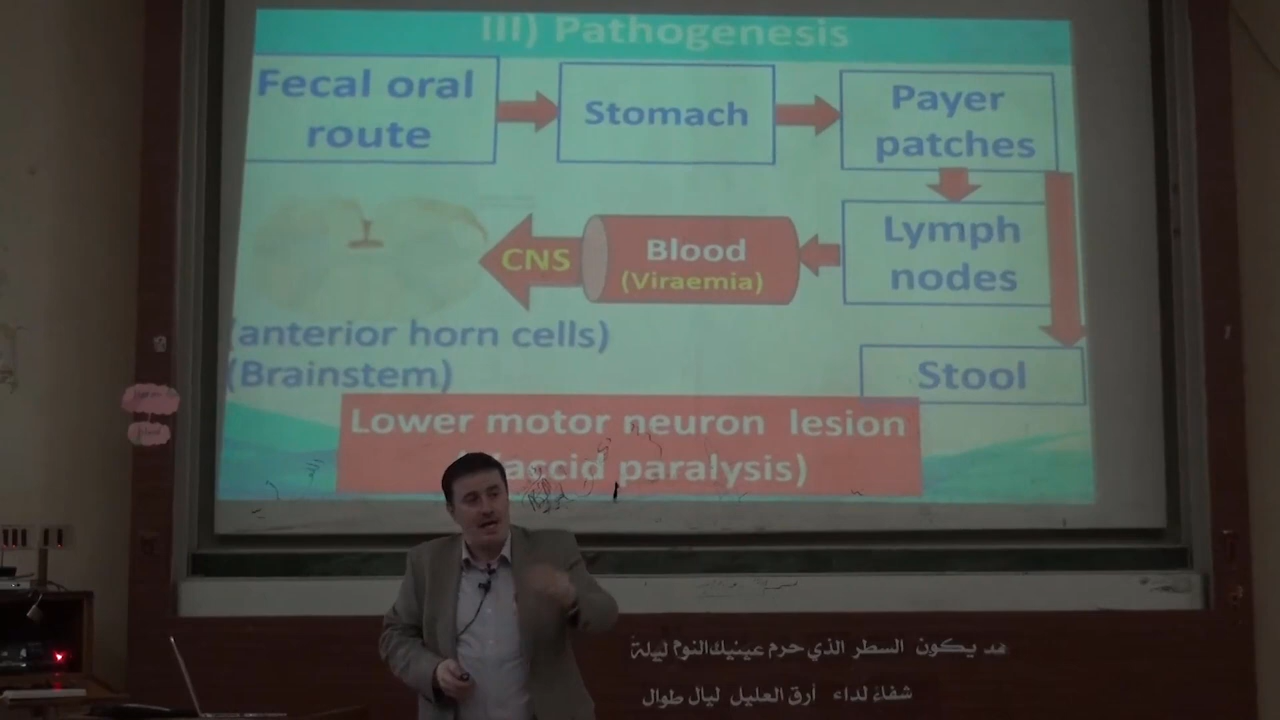 III) Pathogenesis
Fecal oral
route
Stomach
Payer
patches
Lymph
nodes
Blood
(Viraemia)
CNS
Stool
(anterior horn cells)
(Brainstem)
Lower motor neuron lesion
paralysis)
يكون السطر الذي حرم عينيك النوم ليلة
شفاءً لداء أرق العليل ليال طوال